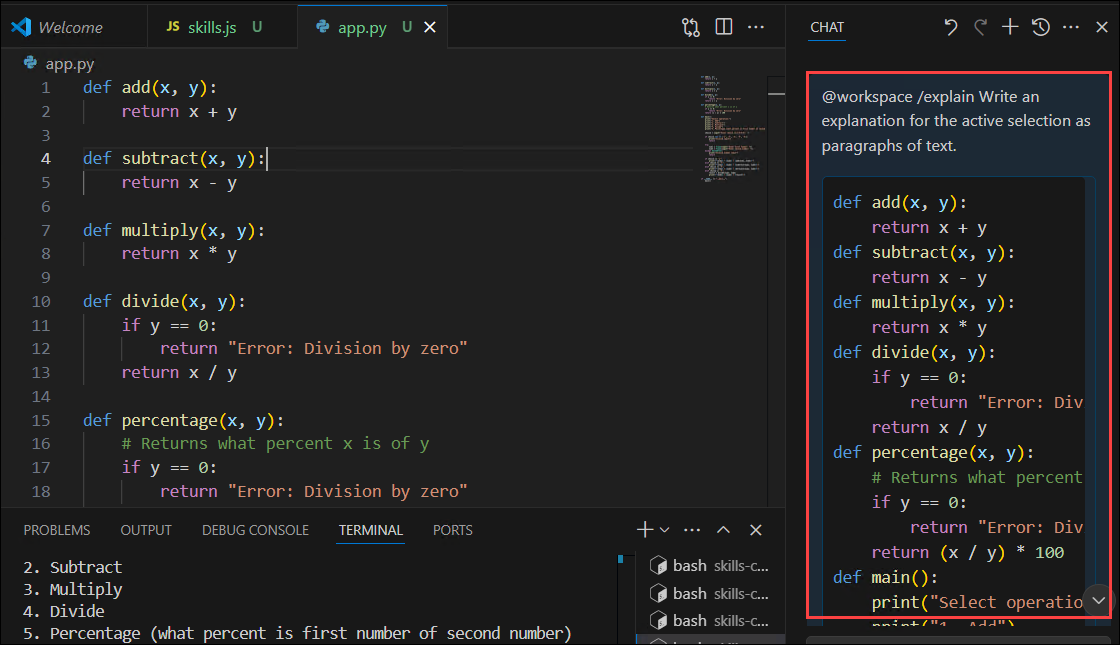 Welcome
JS skills.js U
app.py U
app.py
1 def add(x, y):
2 return x + y
3
4 def subtract(x, y):
5 return x - y
6
7 def multiply(x, y):
8 return x * y
9
10 def divide(x, y):
11 if y == 0:
12 return "Error: Division by zero"
13 return x / y
14
15 def percentage(x, y):
16 # Returns what percent x is of y
17 if y == 0:
18 return "Error: Division by zero"
PROBLEMS OUTPUT DEBUG CONSOLE TERMINAL PORTS
2. Subtract
3. Multiply
4. Divide
5. Percentage (what percent is first number of second number)
bash skills-c...
bash skills-c...
bash skills-c...
CHAT
@workspace /explain Write an
explanation for the active selection as
paragraphs of text.
def add(x, y):
return x + y
def subtract(x, y):
return x - y
def multiply(x, y):
return x * y
def divide(x, y):
if y == 0:
return "Error: Div
return x / y
def percentage(x, y):
# Returns what percent
if y == 0:
return "Error: Div
return (x / y) * 100
def main():
print("Select operatio
print("1. Add")